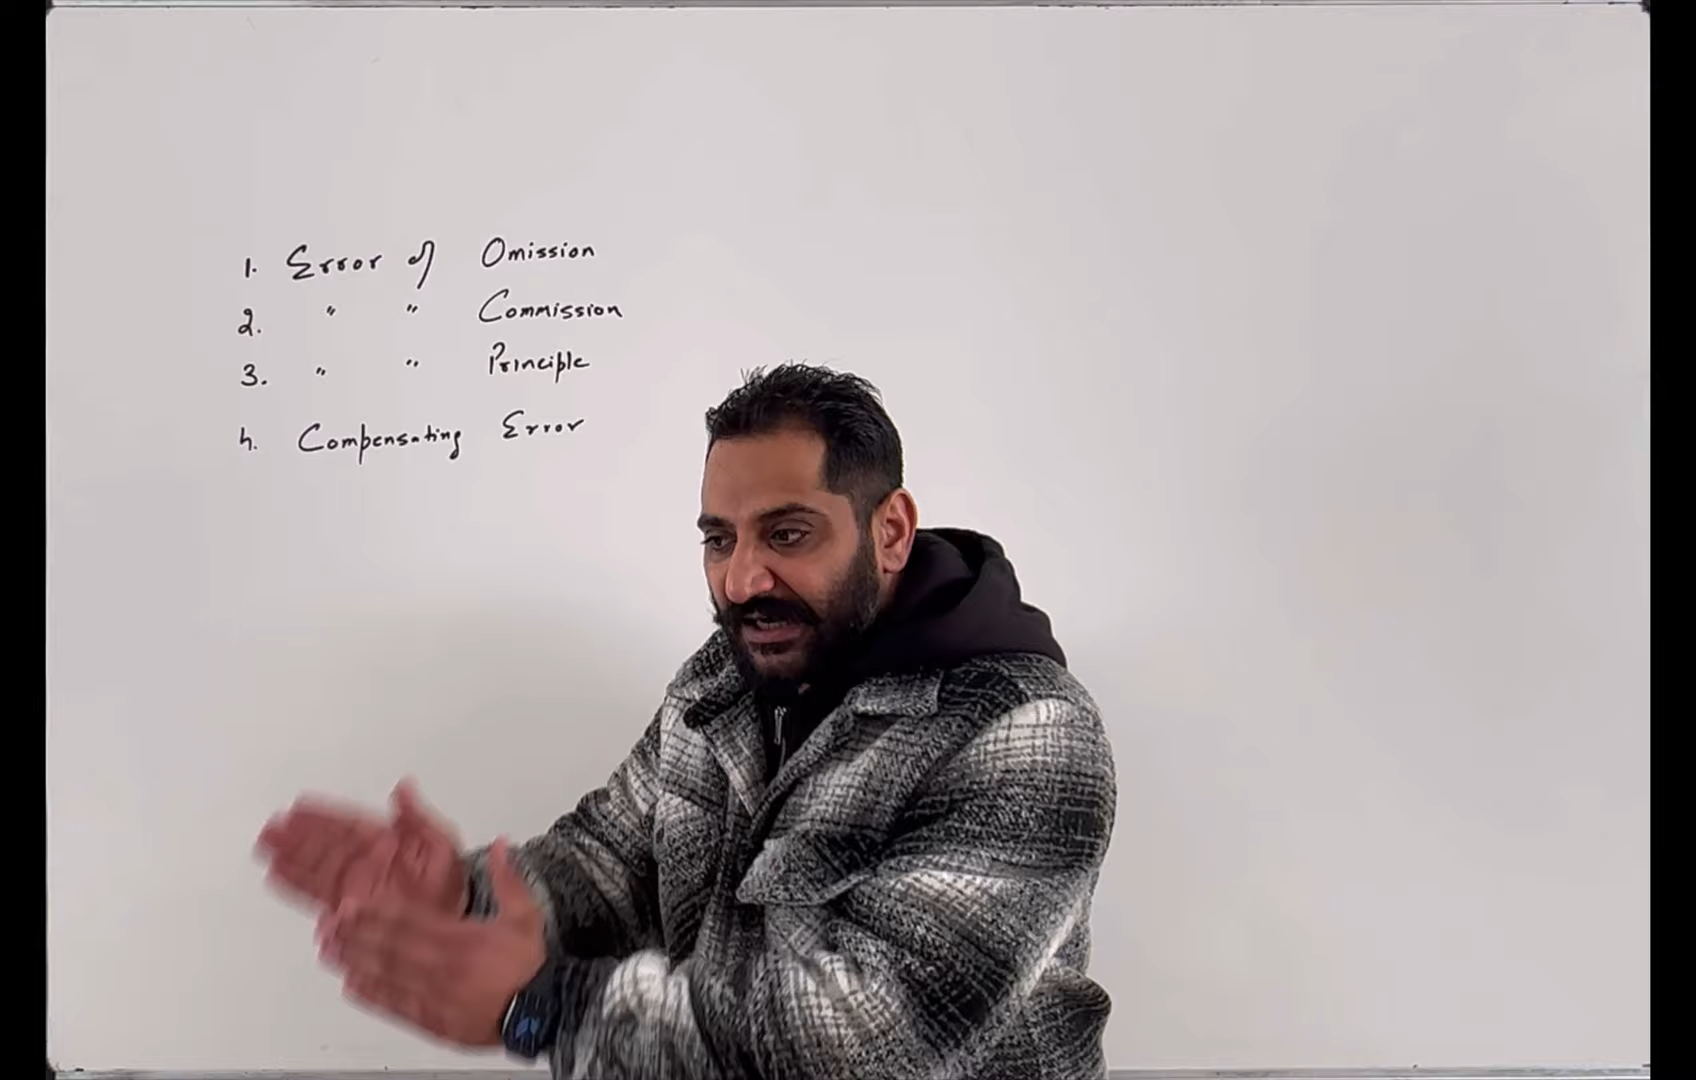 1. Error of Omission
2. " " Commission
3. " " Principle
4. Compensating Error